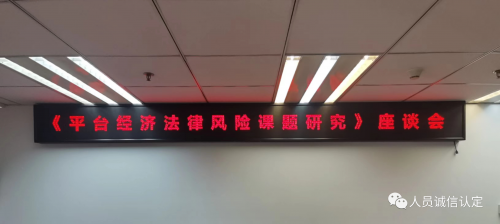 《平台经济法律风险课题研究》座谈会
人员诚信认定